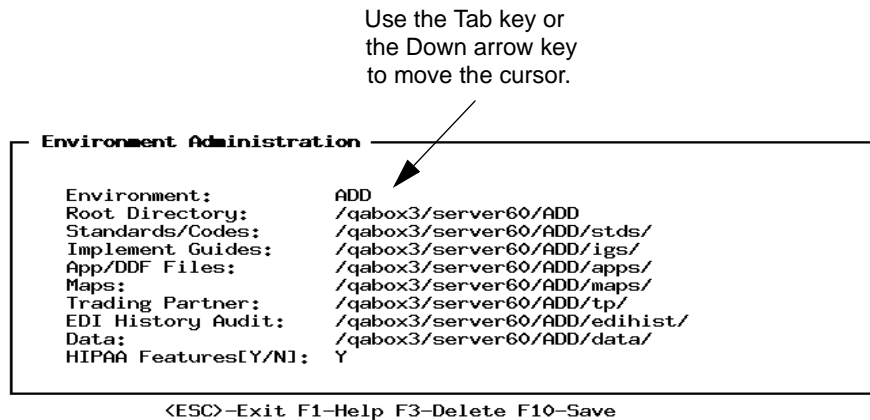 Use the Tab key or
the Down arrow key
to move the cursor.
Environment Administration
Environment: ADD
Root Directory: /qabox3/server60/ADD
Standards/Codes: /qabox3/server60/ADD/stds/
Implement Guides: /qabox3/server60/ADD/igs/
App/DDF Files: /qabox3/server60/ADD/apps/
Maps: /qabox3/server60/ADD/maps/
Trading Partner: /qabox3/server60/ADD/tp/
EDI History Audit: /qabox3/server60/ADD/edihist/
Data: /qabox3/server60/ADD/data/
HIPAA Features[Y/N]: Y
<ESC>-Exit F1-Help F3-Delete F10-Save